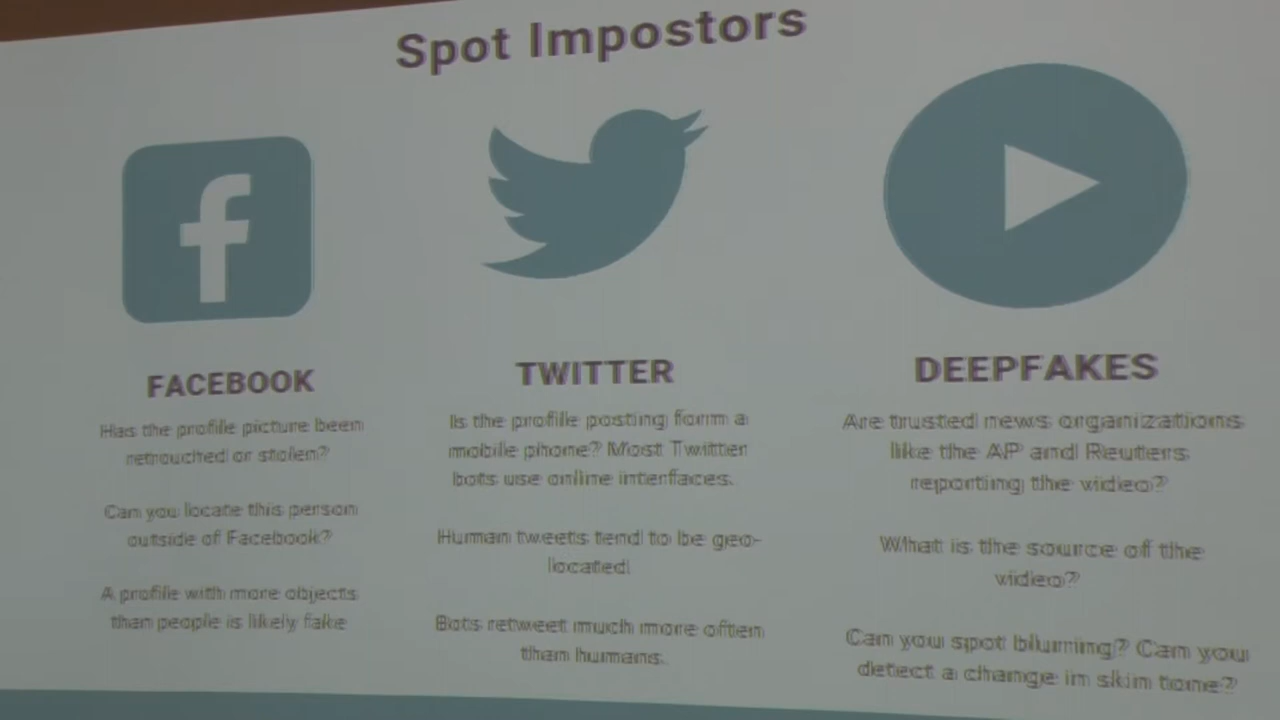 Spot Impostors
FACEBOOK
Has the profile picture been
retouched or stolen?
Can you locate this person
outside of Facebook?
A profile with more objects
than people is likely fake
TWITTER
Is the profile posting form a
mobile phone? Most Twitter
bots use online interfaces.
Human tweets tend to be geo-
located
Bots retweet much more often
than humans.
DEEPFAKES
Are trusted news organizations
like the AP and Reuters
reporting the video?
What is the source of the
video?
Can you spot blurring? Can you
detect a change in skin tone?